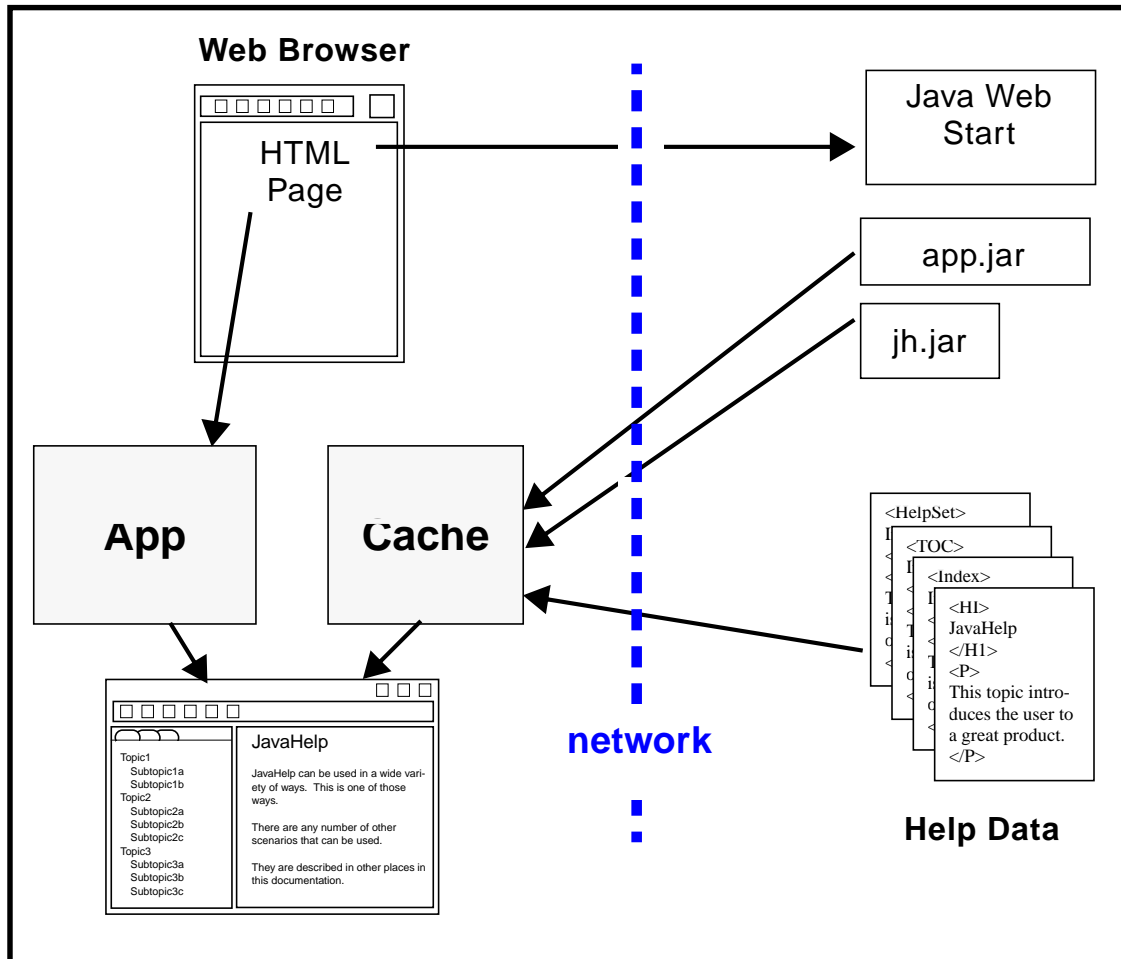 Web Browser
HTML
Page
Java Web
Start
app.jar
jh.jar
App
Cache
<HelpSet>
<TOC>
<Index>
<HI>
JavaHelp
</H1>
<P>
This topic intro-
duces the user to
a great product.
</P>
Help Data
network
JavaHelp
JavaHelp can be used in a wide vari-
ety of ways.  This is one of those
ways.
There are any number of other
scenarios that can be used.
They are described in other places in
this documentation.
Topic1
Subtopic1a
Subtopic1b
Topic2
Subtopic2a
Subtopic2b
Subtopic2c
Topic3
Subtopic3a
Subtopic3b
Subtopic3c